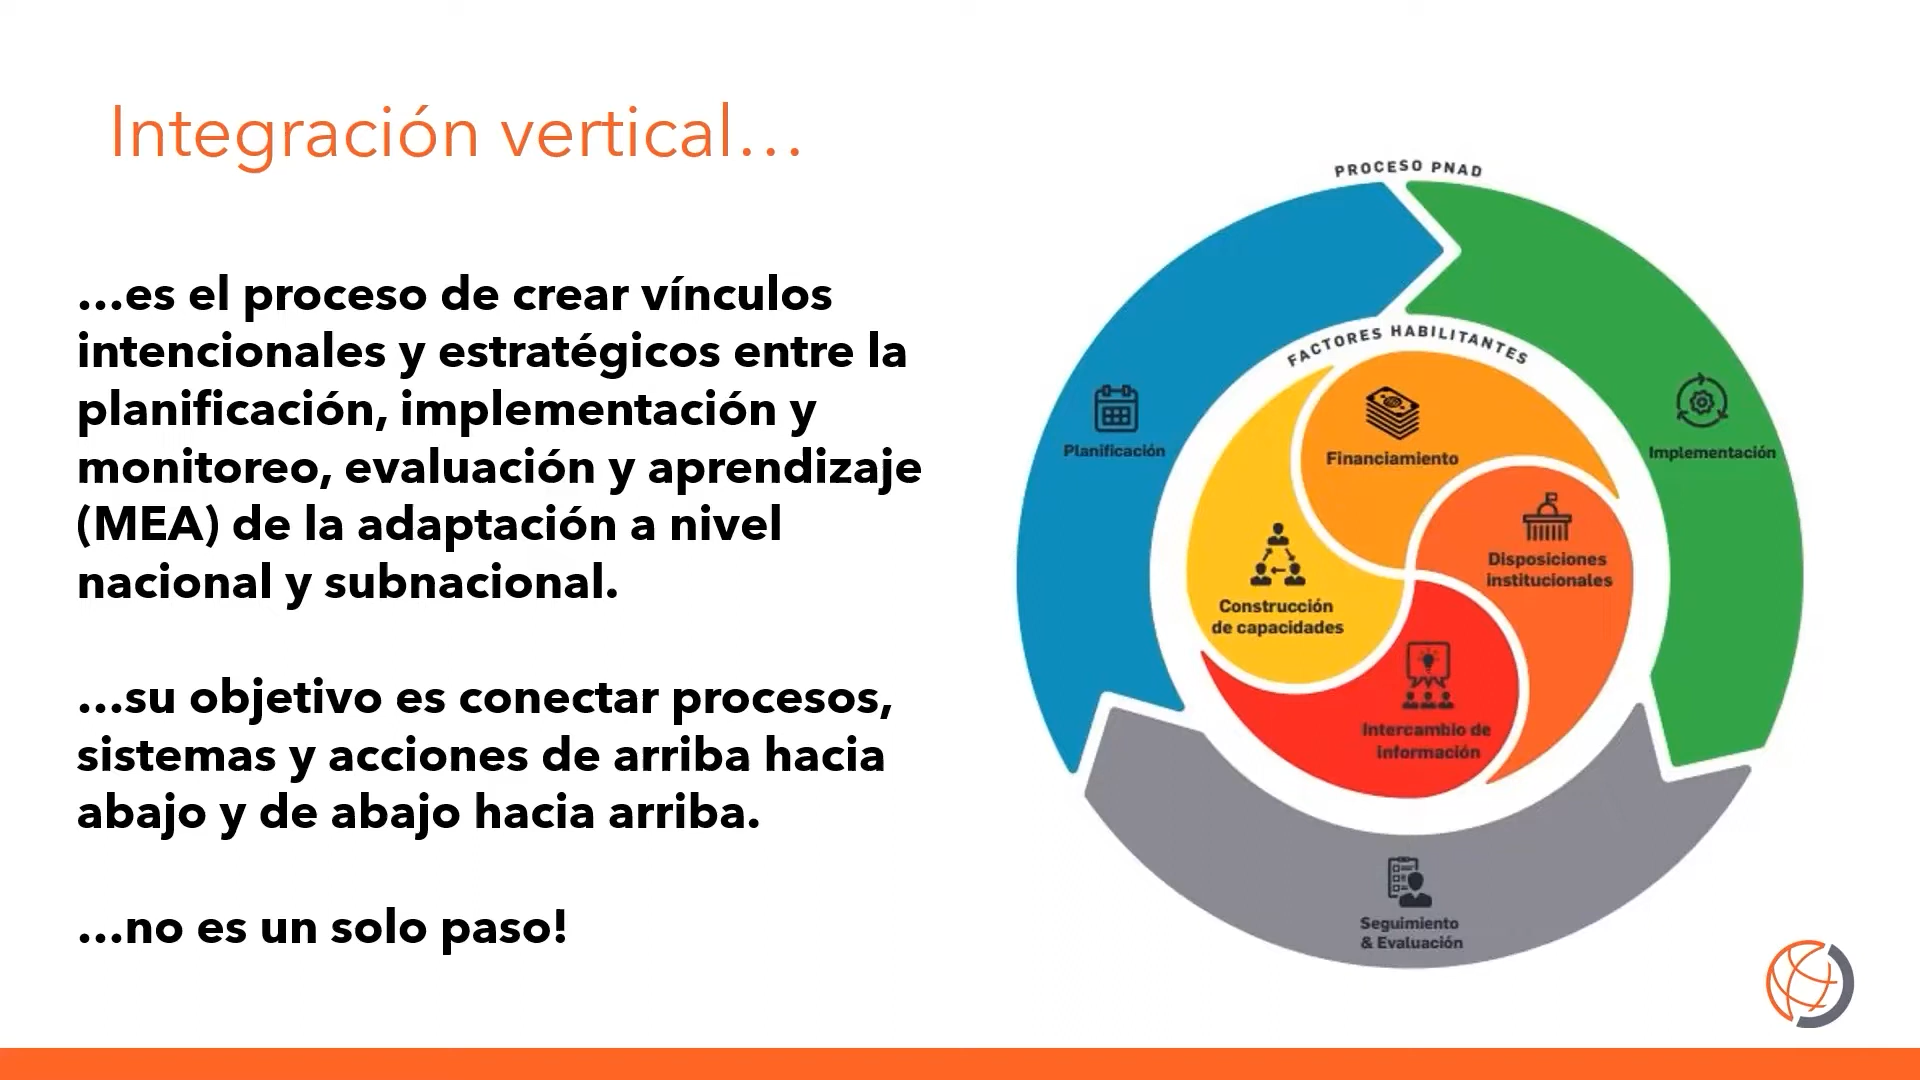 Integración vertical...
...es el proceso de crear vínculos
intencionales y estratégicos entre la
planificación, implementación y
monitoreo, evaluación y aprendizaje
(MEA) de la adaptación a nivel
nacional y subnacional.
...su objetivo es conectar procesos,
sistemas y acciones de arriba hacia
abajo y de abajo hacia arriba.
...no es un solo paso!
PROCESO PNAD
FACTORES HABILITANTES
Planificación
Implementación
Financiamiento
Disposiciones
institucionales
Construcción
de capacidades
Intercambio de
información
Seguimiento
& Evaluación